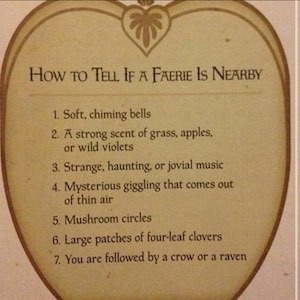 How to Tell If a Faerie Is Nearby
1. Soft, chiming bells
2. A strong scent of grass, apples,
or wild violets
3. Strange, haunting, or jovial music
4. Mysterious giggling that comes out
of thin air
5. Mushroom circles
6. Large patches of four-leaf clovers
7. You are followed by a crow or a raven